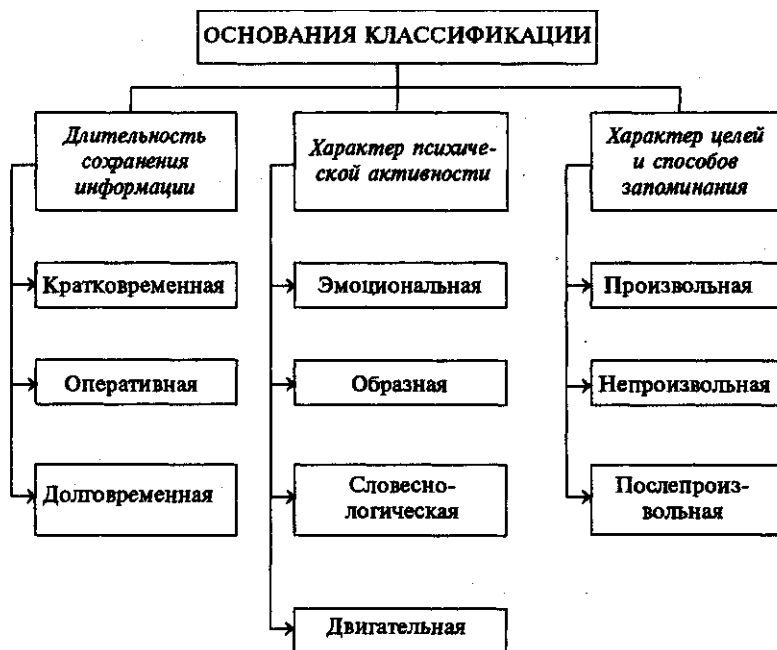 ОСНОВАНИЯ КЛАССИФИКАЦИИ
Длительность
сохранения
информации
Кратковременная
Оперативная
Долговременная
Характер психиче-
ской активности
Эмоциональная
Образная
Словесно-
логическая
Двигательная
Характер целей
и способов
запоминания
Произвольная
Непроизвольная
Послепроиз-
вольная